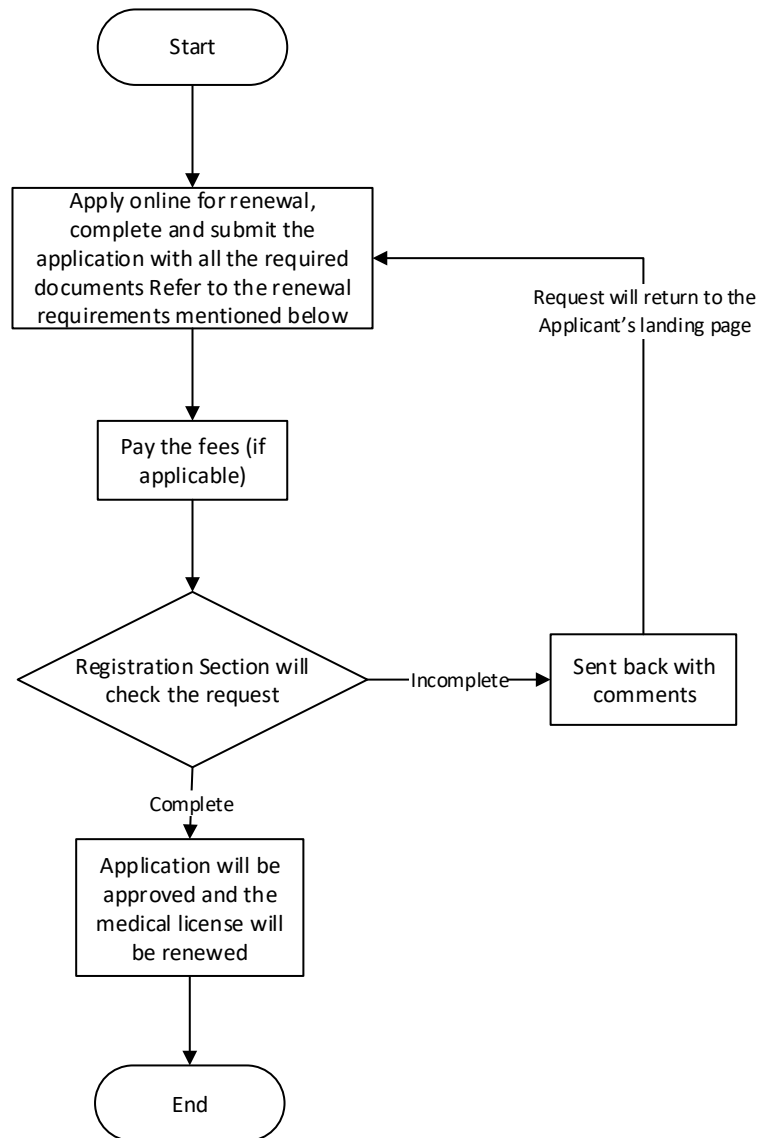 Start
Apply online for renewal,
complete and submit the
application with all the required
documents Refer to the renewal
requirements mentioned below
Request will return to the
Applicant’s landing page
Pay the fees (if
applicable)
Registration Section will
check the request
Incomplete
Sent back with
comments
Complete
Application will be
approved and the
medical license will
be renewed
End